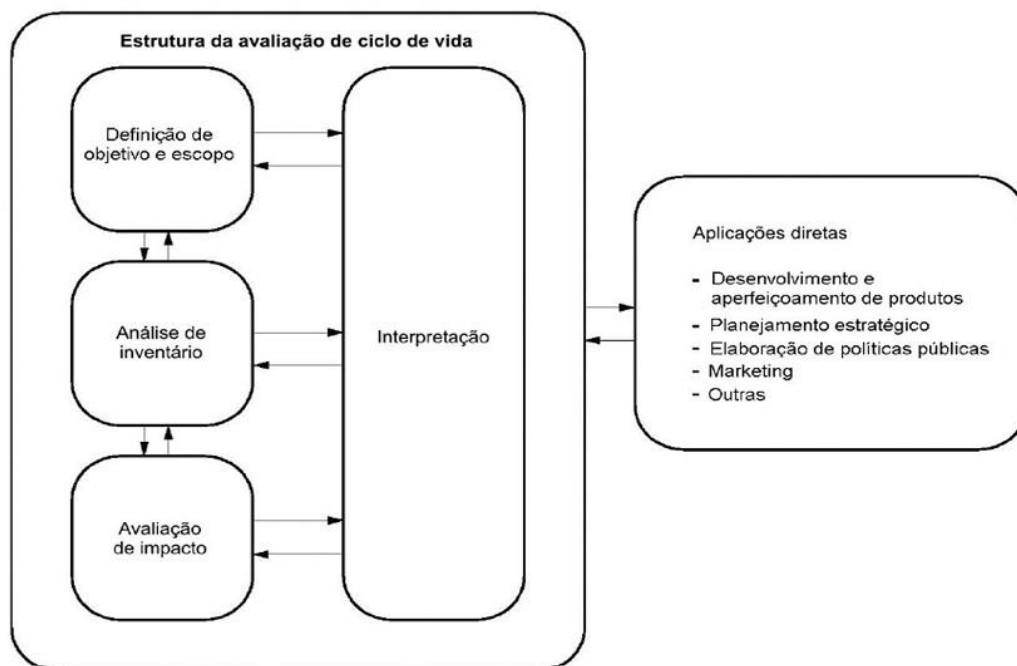 Estrutura da avaliação de ciclo de vida
Definição de
objetivo e escopo
Análise de
inventário
Avaliação
de impacto
Interpretação
Aplicações diretas
- Desenvolvimento e
aperfeiçoamento de produtos
- Planejamento estratégico
- Elaboração de políticas públicas
- Marketing
- Outras